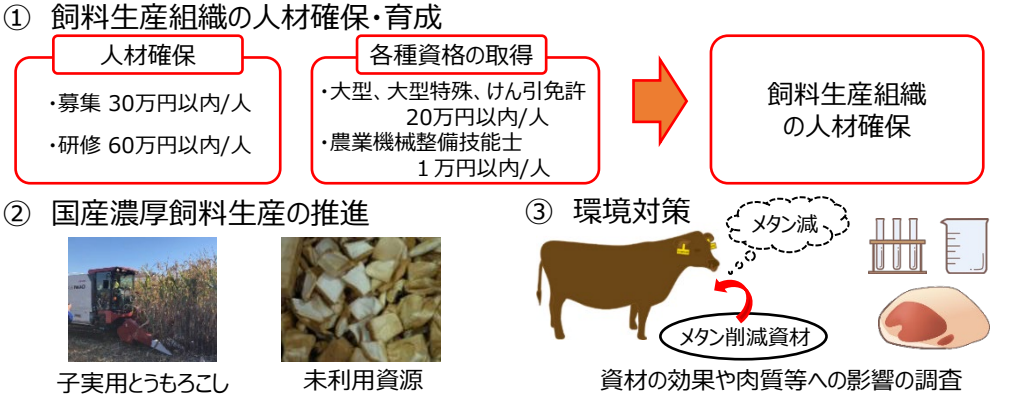 ① 飼料生産組織の人材確保・育成
人材確保
・募集 30万円以内/人
・研修 60万円以内/人
各種資格の取得
・大型、大型特殊、けん引免許
20万円以内/人
・農業機械整備技能士
１万円以内/人
飼料生産組織
の人材確保
② 国産濃厚飼料生産の推進
子実用とうもろこし
未利用資源
③ 環境対策
メタン減
メタン削減資材
資材の効果や肉質等への影響の調査